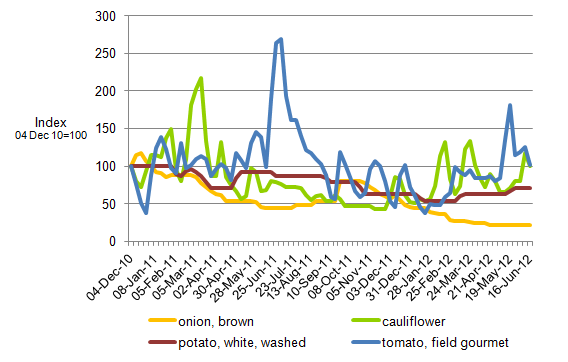 300
250
200
150
100
50
0
Index
04 Dec 10=100
04-Dec-10
08-Jan-11
05-Feb-11
05-Mar-11
02-Apr-11
30-Apr-11
28-May-11
25-Jun-11
23-Jul-11
13-Aug-11
10-Sep-11
08-Oct-11
05-Nov-11
03-Dec-11
31-Dec-11
28-Jan-12
25-Feb-12
24-Mar-12
21-Apr-12
19-May-12
16-Jun-12
onion, brown
cauliflower
potato, white, washed
tomato, field gourmet